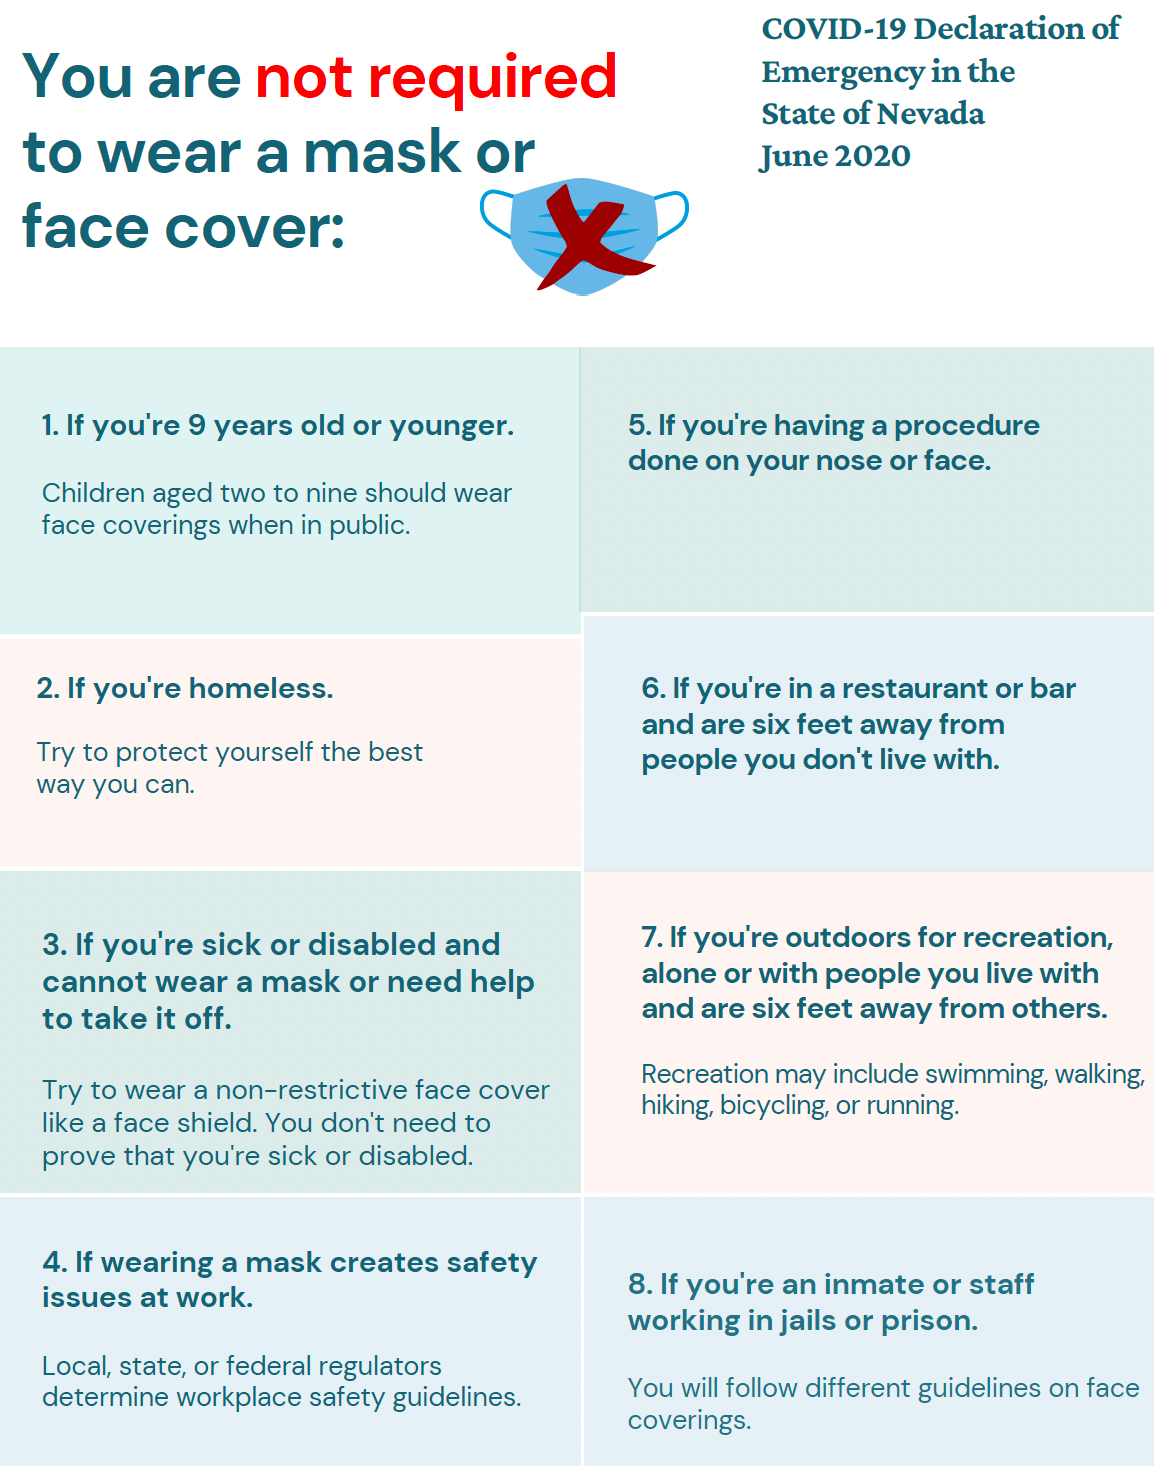 You are not required
to wear a mask or
face cover:
COVID-19 Declaration of
Emergency in the
State of Nevada
June 2020
1. If you're 9 years old or younger.
Children aged two to nine should wear
face coverings when in public.
2. If you're homeless.
Try to protect yourself the best
way you can.
3. If you're sick or disabled and
cannot wear a mask or need help
to take it off.
Try to wear a non-restrictive face cover
like a face shield. You don't need to
prove that you're sick or disabled.
4. If wearing a mask creates safety
issues at work.
Local, state, or federal regulators
determine workplace safety guidelines.
5. If you're having a procedure
done on your nose or face.
6. If you're in a restaurant or bar
and are six feet away from
people you don't live with.
7. If you're outdoors for recreation,
alone or with people you live with
and are six feet away from others.
Recreation may include swimming, walking,
hiking, bicycling, or running.
8. If you're an inmate or staff
working in jails or prison.
You will follow different guidelines on face
coverings.